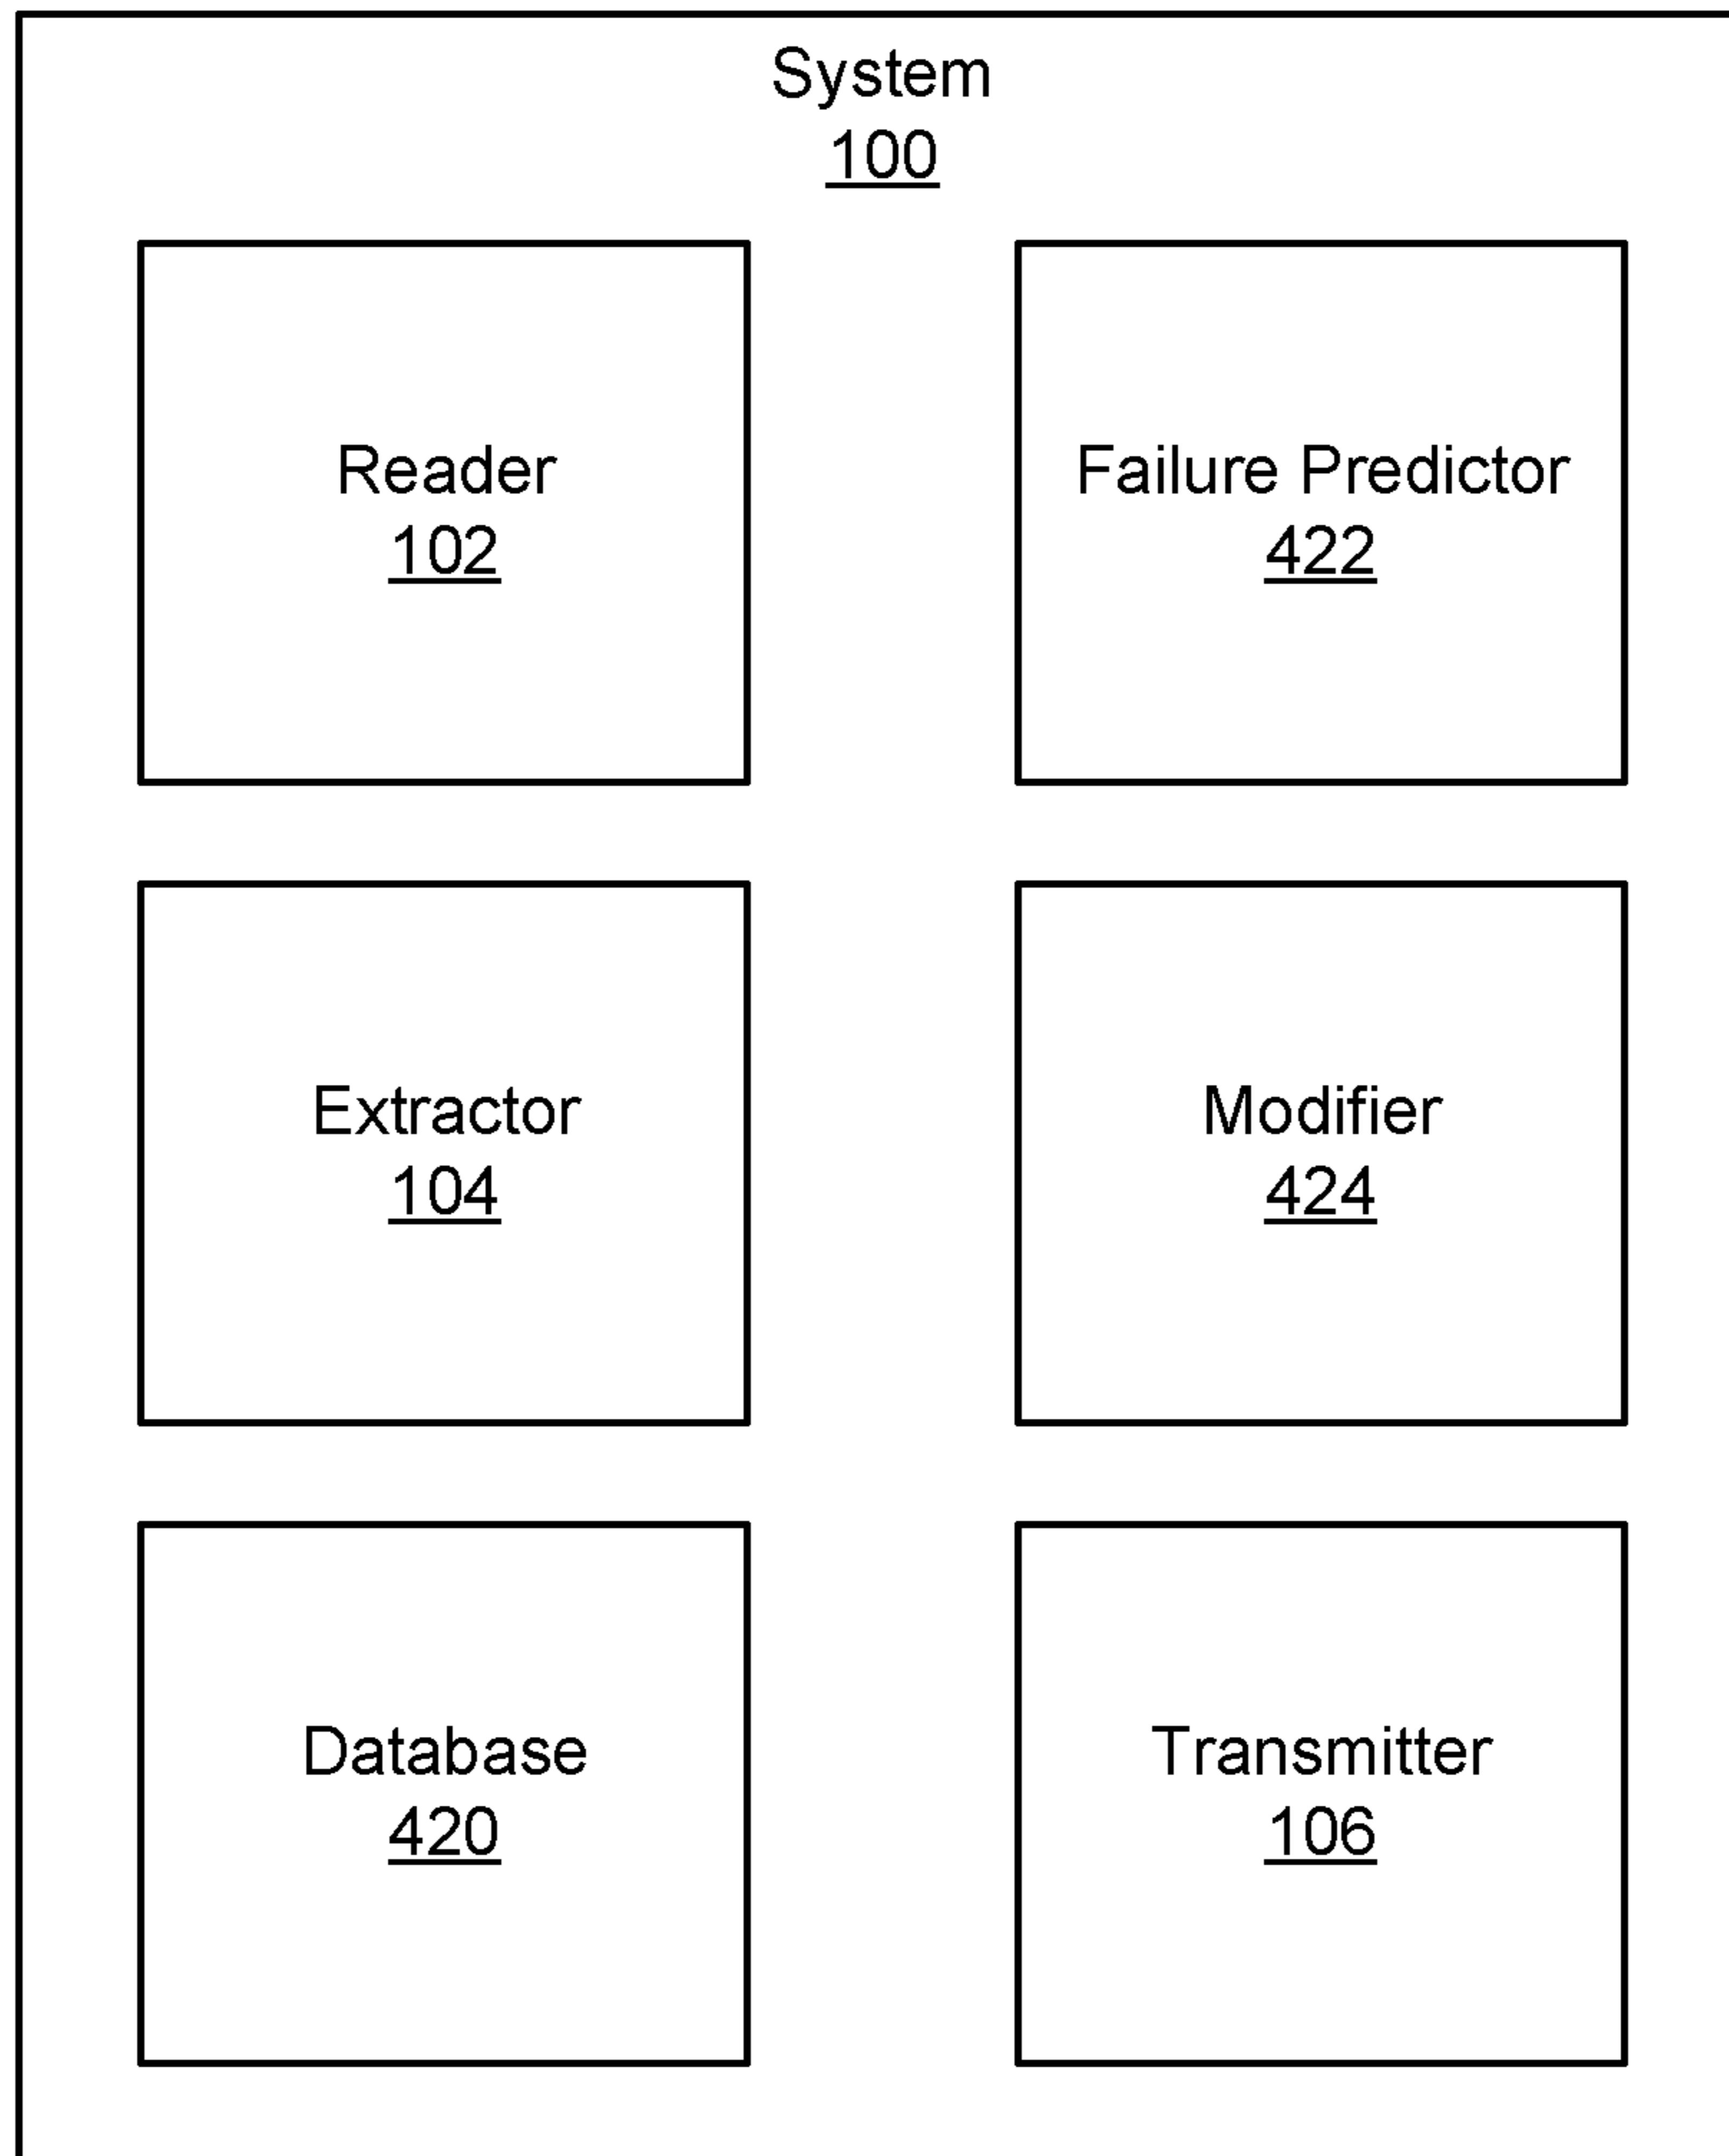 System
100
Reader
102
Failure Predictor
422
Extractor
104
Modifier
424
Database
420
Transmitter
106